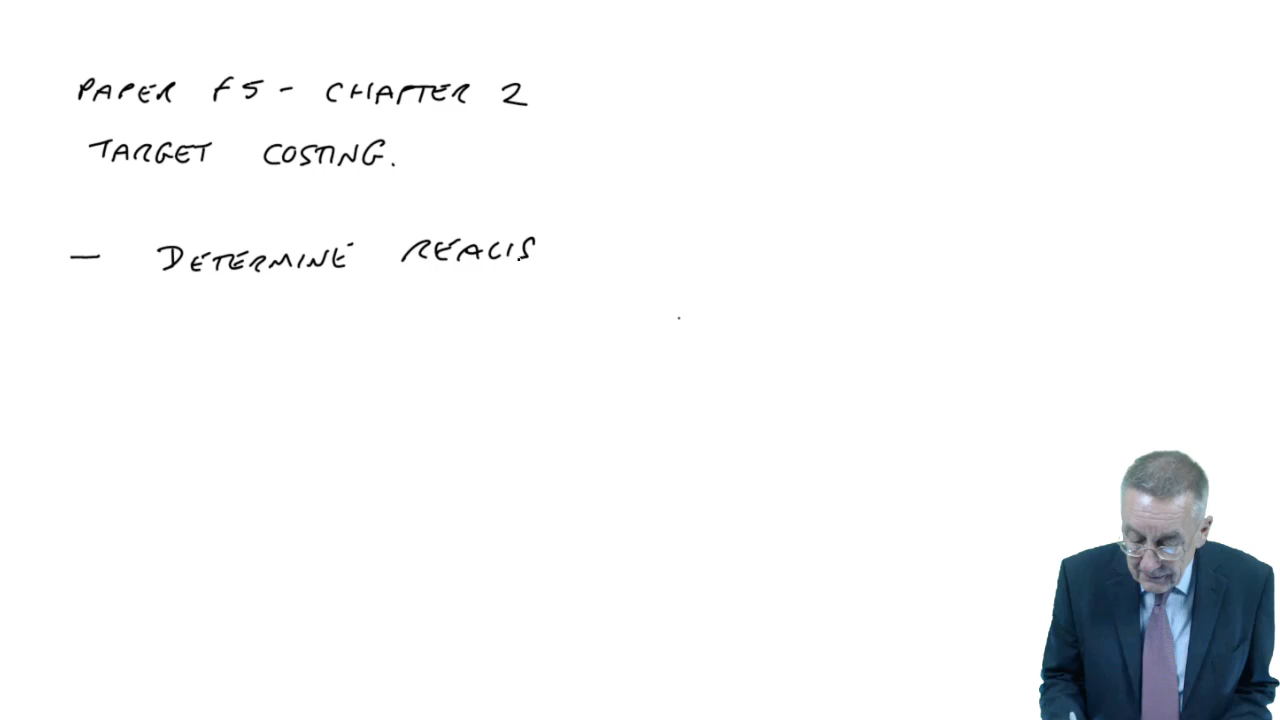 PAPER F5 - CHAPTER 2
TARGET COSTING.
- DETERMINE REALIS